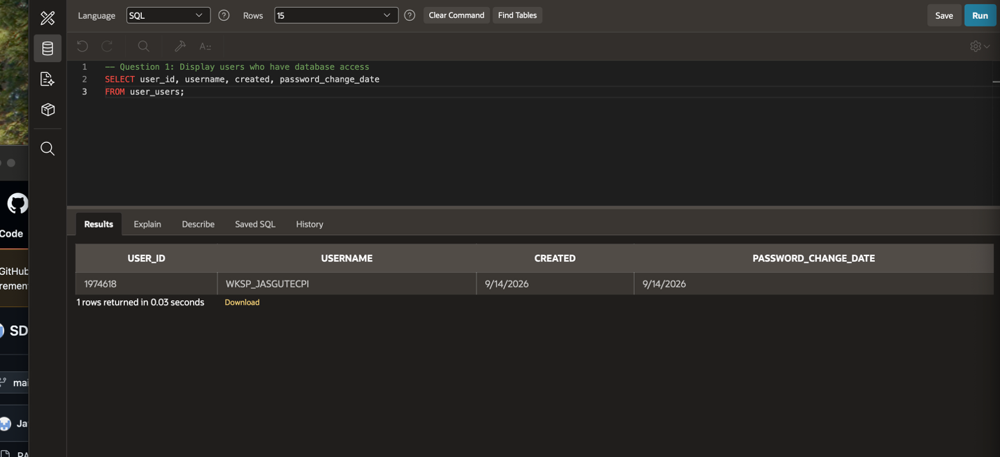 Language SQL Rows 15 Clear Command Find Tables Save Run
1 -- Question 1: Display users who have database access
2 SELECT user_id, username, created, password_change_date
3 FROM user_users;
Results Explain Describe Saved SQL History
USER_ID USERNAME CREATED PASSWORD_CHANGE_DATE
1974618 WKSP_JASGUTECPI 9/14/2026 9/14/2026
1 rows returned in 0.03 seconds Download
Code
GitHub
remen
SD
mai
Ja